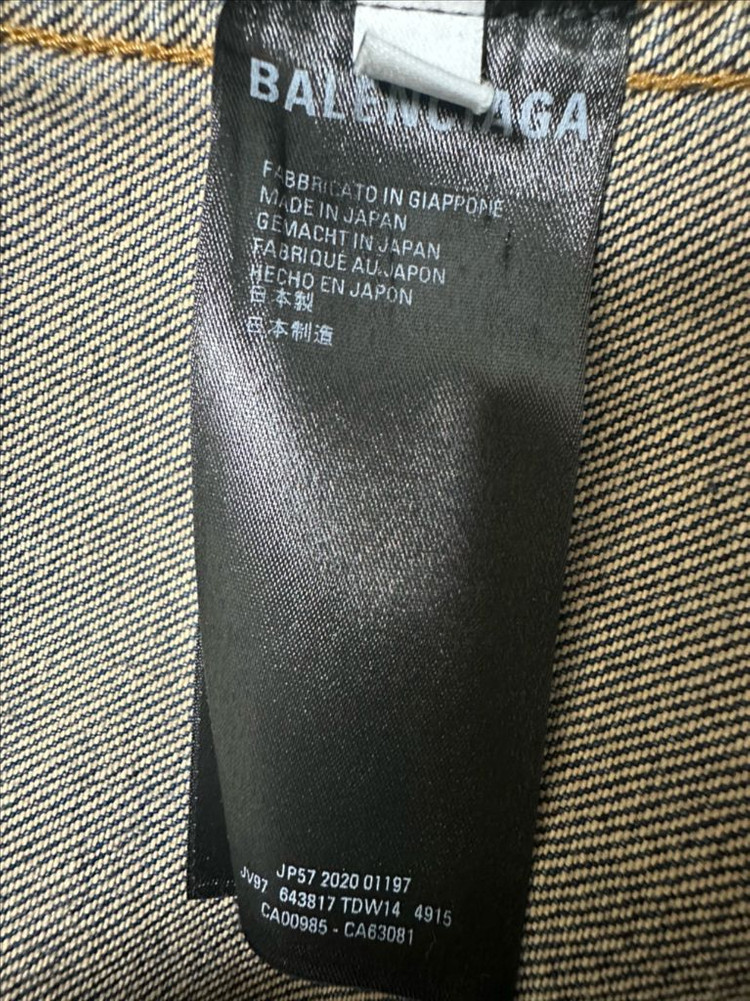 BALENCIAGA
FABBRICATO IN GIAPPONE
MADE IN JAPAN
GEMACHT IN JAPAN
FABRIQUÉ AU JAPON
HECHO EN JAPON
日本製
日本制造
JP57 2020 01197
JV97 643817 TDW14 4915
CA00985 - CA63081